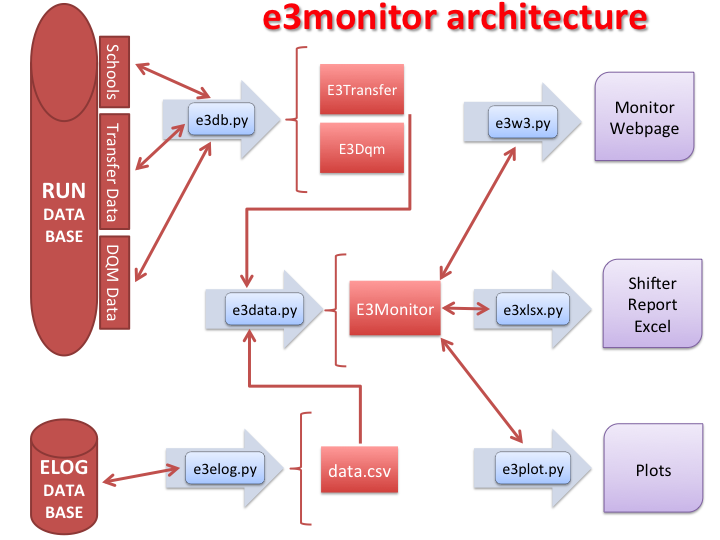 e3monitor architecture
Schools
Transfer Data
DQM Data
RUN
DATA
BASE
e3db.py
E3Transfer
E3Dqm
e3w3.py
Monitor
Webpage
e3data.py
E3Monitor
e3xlsx.py
Shifter
Report
Excel
ELOG
DATA
BASE
e3elog.py
data.csv
e3plot.py
Plots